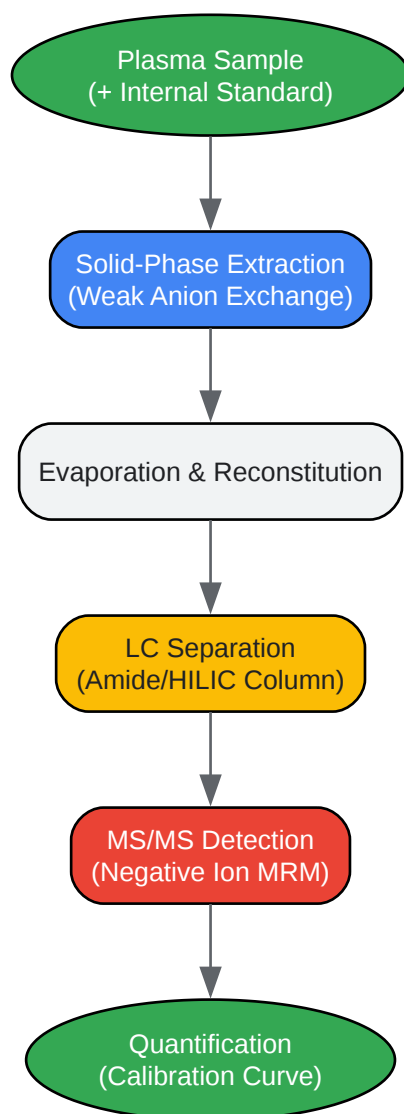 Plasma Sample
(+ Internal Standard)
Solid-Phase Extraction
(Weak Anion Exchange)
Evaporation & Reconstitution
LC Separation
(Amide/HILIC Column)
MS/MS Detection
(Negative Ion MRM)
Quantification
(Calibration Curve)